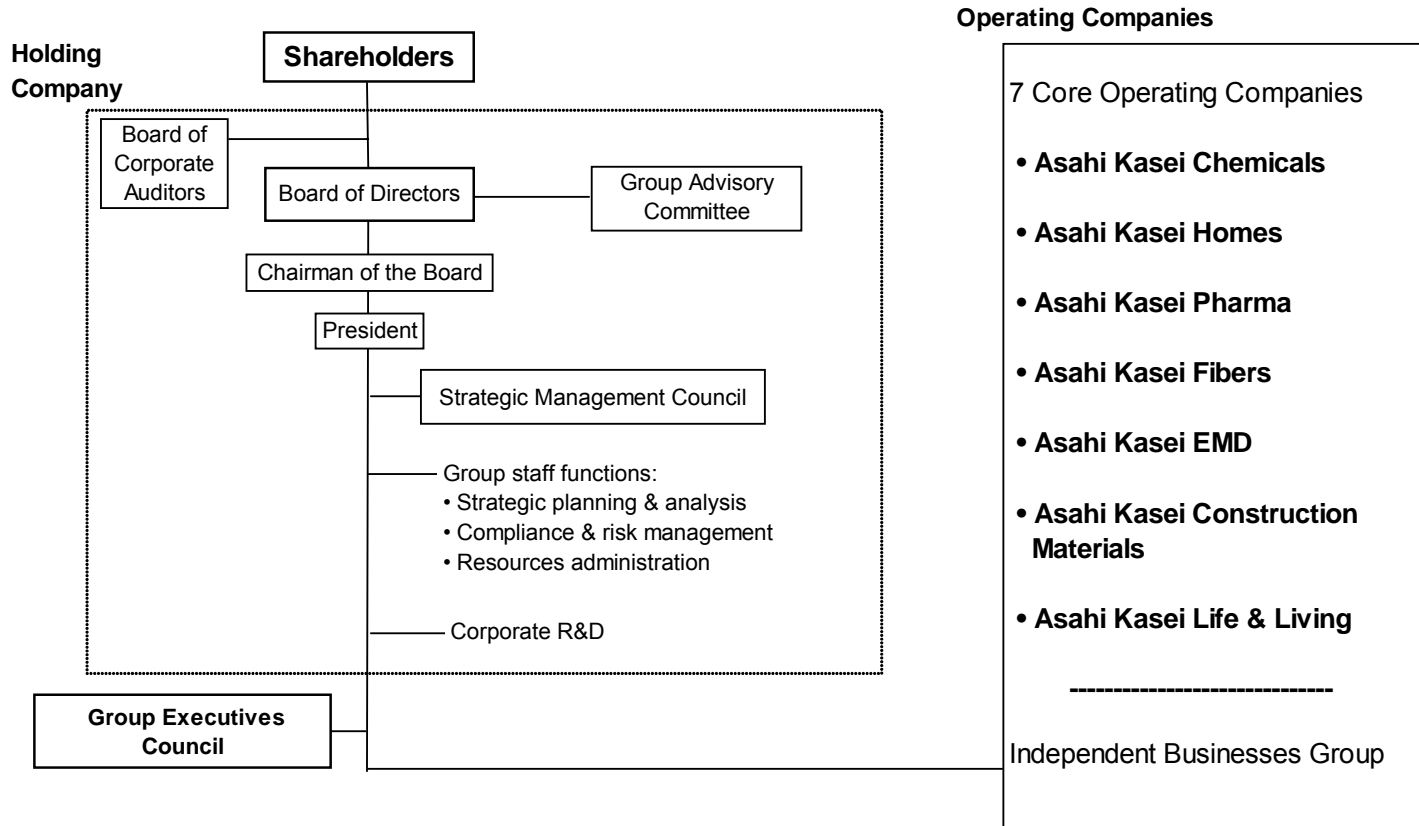 Operating Companies
Holding
Company
Shareholders
Board of
Corporate
Auditors
Board of Directors
Group Advisory
Committee
Chairman of the Board
President
Strategic Management Council
Group staff functions:
• Strategic planning & analysis
• Compliance & risk management
• Resources administration
Corporate R&D
Group Executives
Council
7 Core Operating Companies
• Asahi Kasei Chemicals
• Asahi Kasei Homes
• Asahi Kasei Pharma
• Asahi Kasei Fibers
• Asahi Kasei EMD
• Asahi Kasei Construction
Materials
• Asahi Kasei Life & Living
------------------------------
Independent Businesses Group